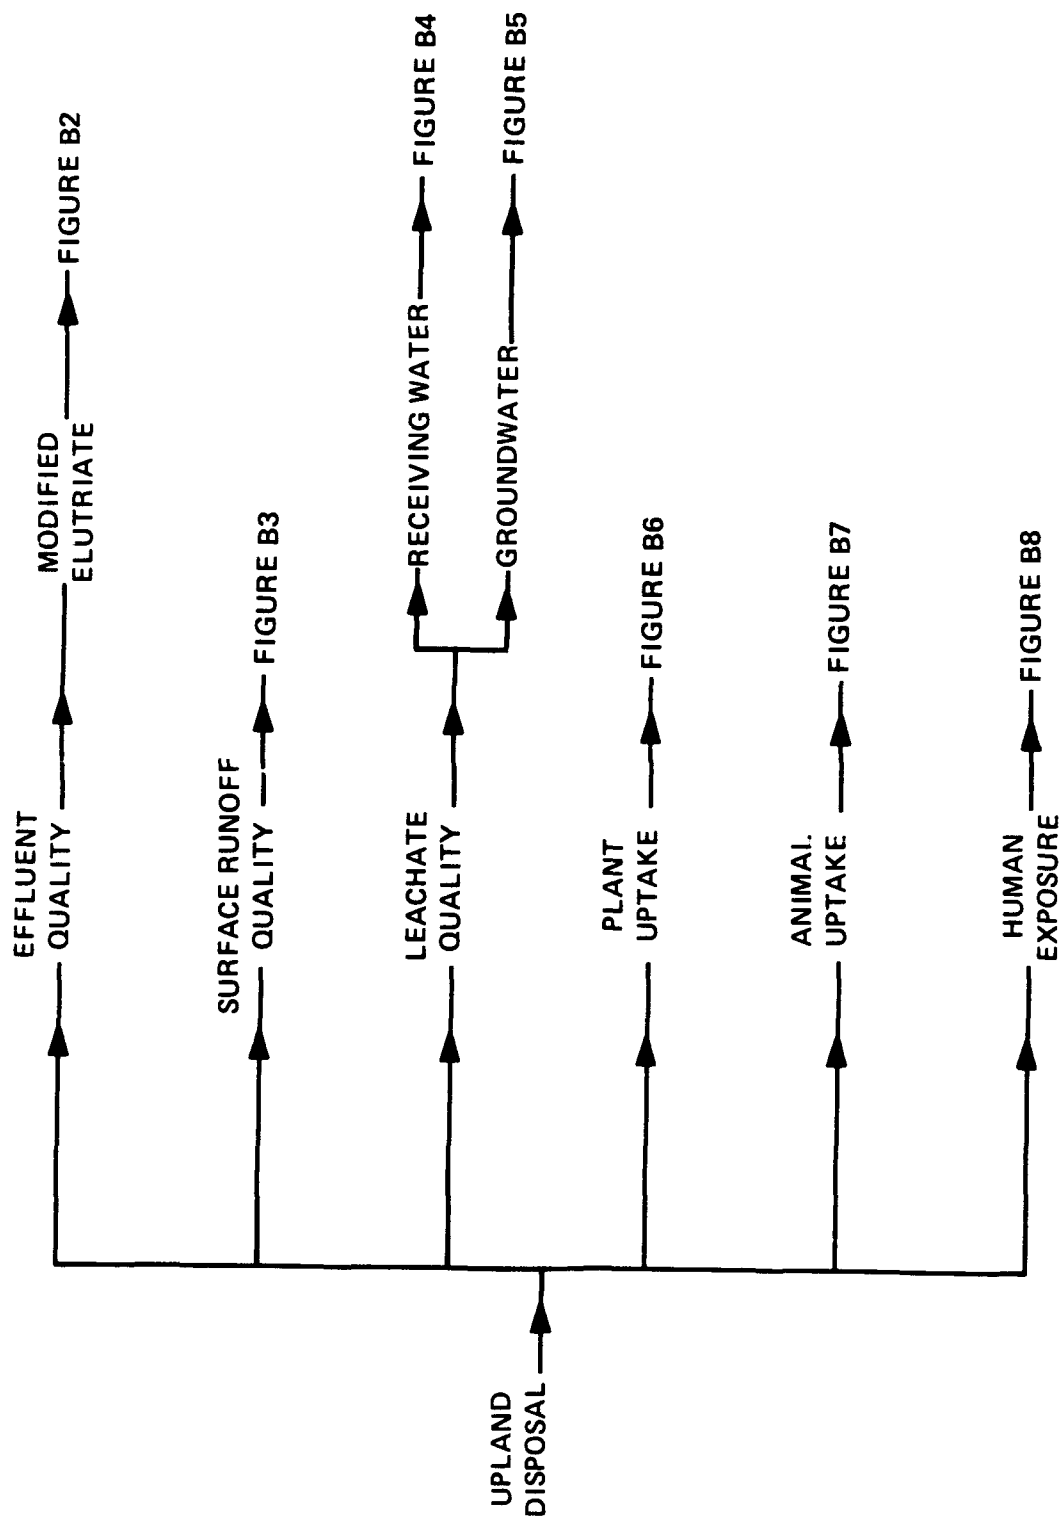 UPLAND
DISPOSAL
EFFLUENT
QUALITY
MODIFIED
ELUTRIATE
FIGURE B2
SURFACE RUNOFF
QUALITY
FIGURE B3
LEACHATE
QUALITY
RECEIVING WATER
FIGURE B4
GROUNDWATER
FIGURE B5
PLANT
UPTAKE
FIGURE B6
ANIMAI.
UPTAKE
FIGURE B7
HUMAN
EXPOSURE
FIGURE B8